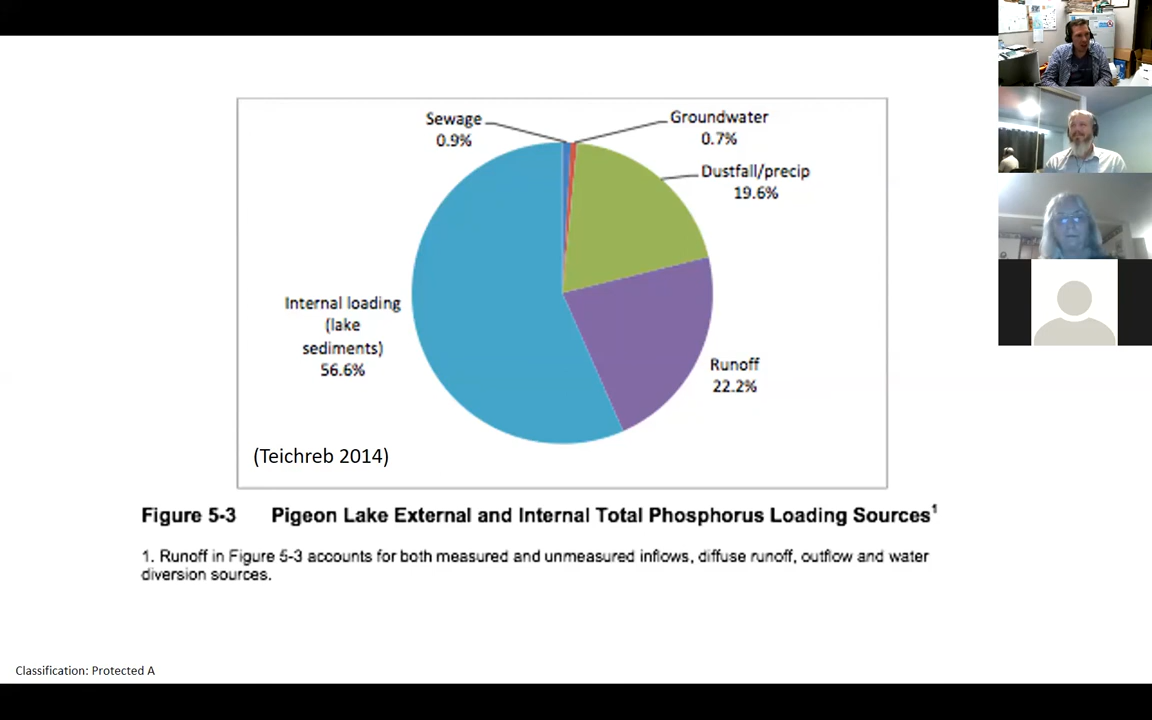 Sewage
0.9%
Groundwater
0.7%
Dustfall/precip
19.6%
Internal loading
(lake
sediments)
56.6%
Runoff
22.2%
(Teichreb 2014)
Figure 5-3 Pigeon Lake External and Internal Total Phosphorus Loading Sources¹
1. Runoff in Figure 5-3 accounts for both measured and unmeasured inflows, diffuse runoff, outflow and water
diversion sources.
Classification: Protected A